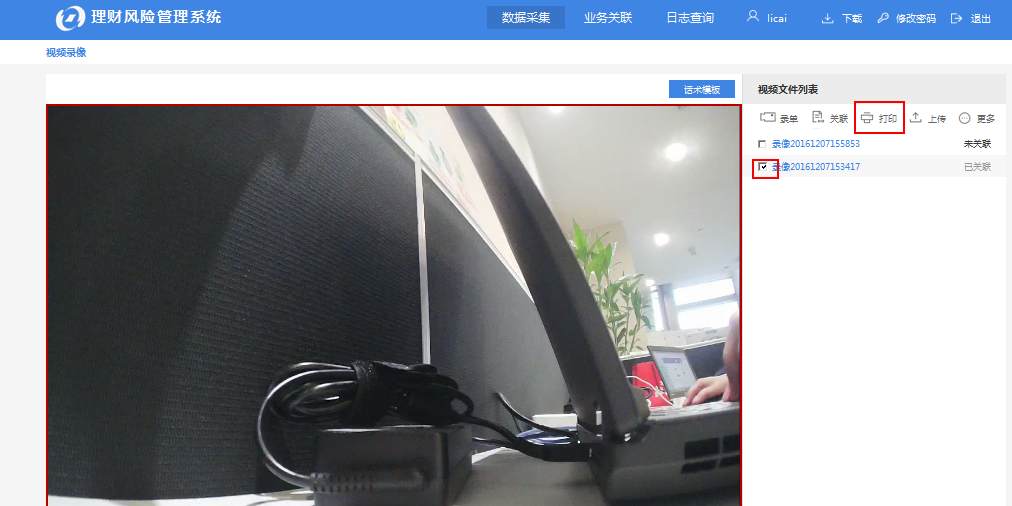 理财风险管理系统
数据采集
业务关联
日志查询
licai
下载
修改密码
退出
视频录像
话术模板
视频文件列表
录单
关联
打印
上传
更多
录像20161207155853
未关联
录像20161207153417
已关联